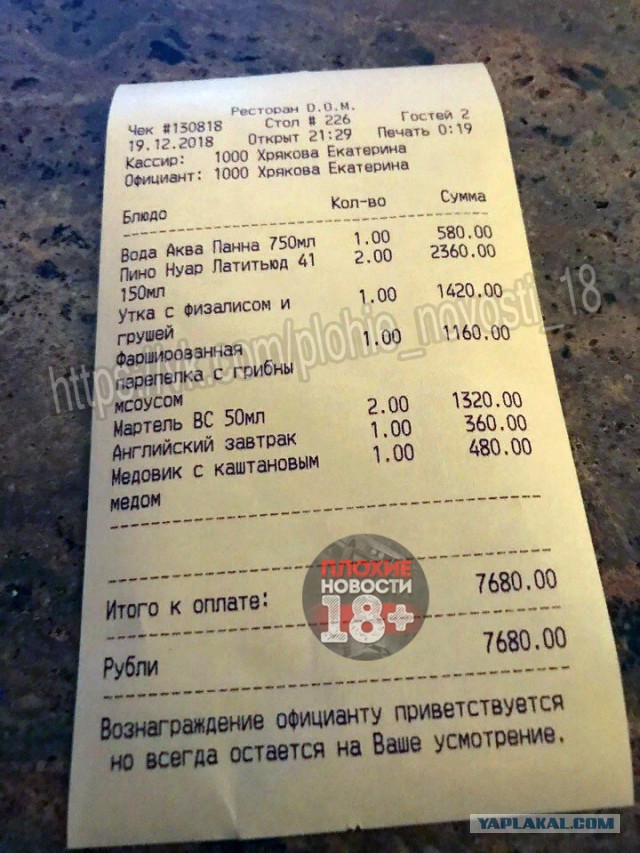 Ресторан D.O.M.
Чек #130818 Стол # 226 Гостей 2
19.12.2018 Открыт 21:29 Печать 0:19
Кассир: 1000 Хрякова Екатерина
Официант: 1000 Хрякова Екатерина
Блюдо Кол-во Сумма
Вода Аква Панна 750мл 1.00 580.00
Пино Нуар Латитьюд 41 2.00 2360.00
150мл
Утка с физалисом и 1.00 1420.00
грушей
Фаршированная 1.00 1160.00
перепелка с грибны
мсоусом
Мартель ВС 50мл 2.00 1320.00
Английский завтрак 1.00 360.00
Медовик с каштановым 1.00 480.00
медом
Итого к оплате: 7680.00
Рубли 7680.00
Вознаграждение официанту приветствуется
но всегда остается на Ваше усмотрение.
https://vk.com/plohie_novosti_18
ПЛОХИЕ
НОВОСТИ
18+
YAPLAKAL.COM